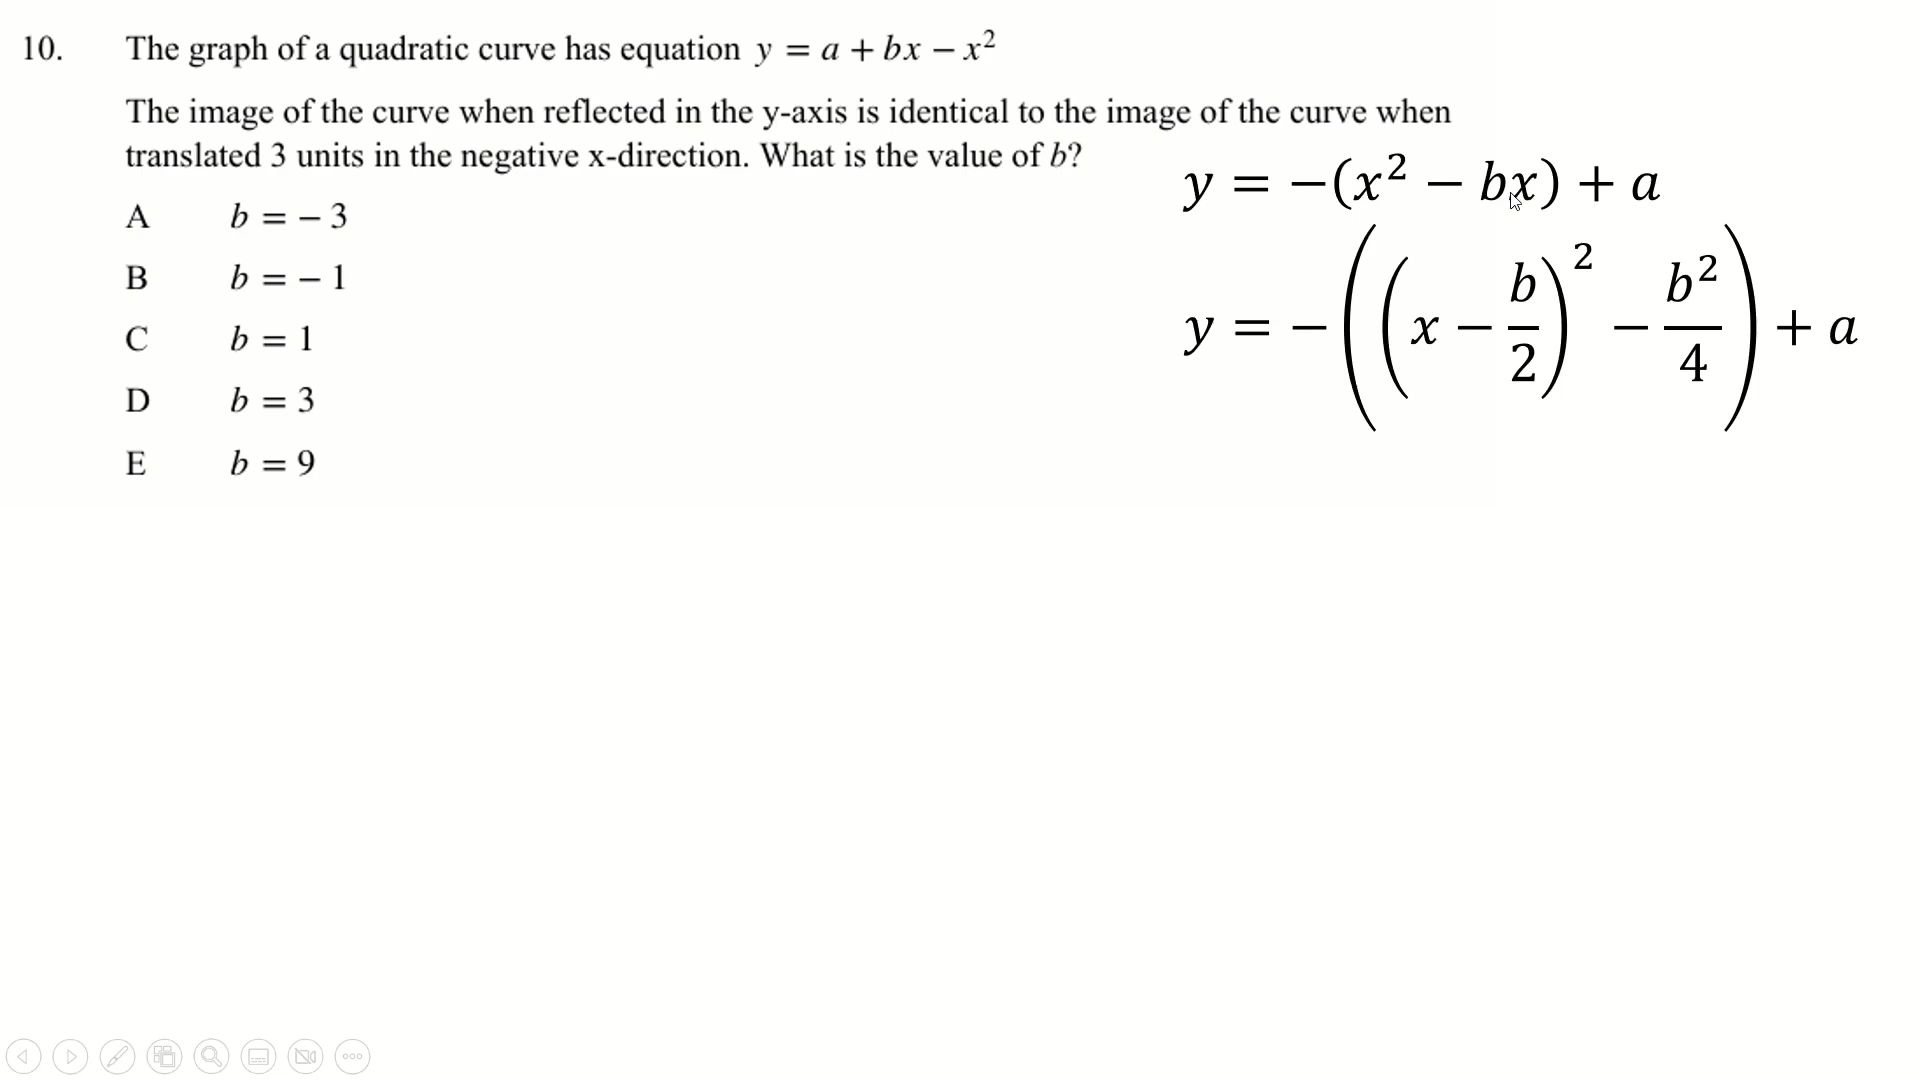 10. The graph of a quadratic curve has equation y = a + bx − x²
The image of the curve when reflected in the y-axis is identical to the image of the curve when
translated 3 units in the negative x-direction. What is the value of b?
A b = − 3
B b = − 1
C b = 1
D b = 3
E b = 9
y = −(x² − bx) + a
y = −((x − b/2)² − b²/4) + a